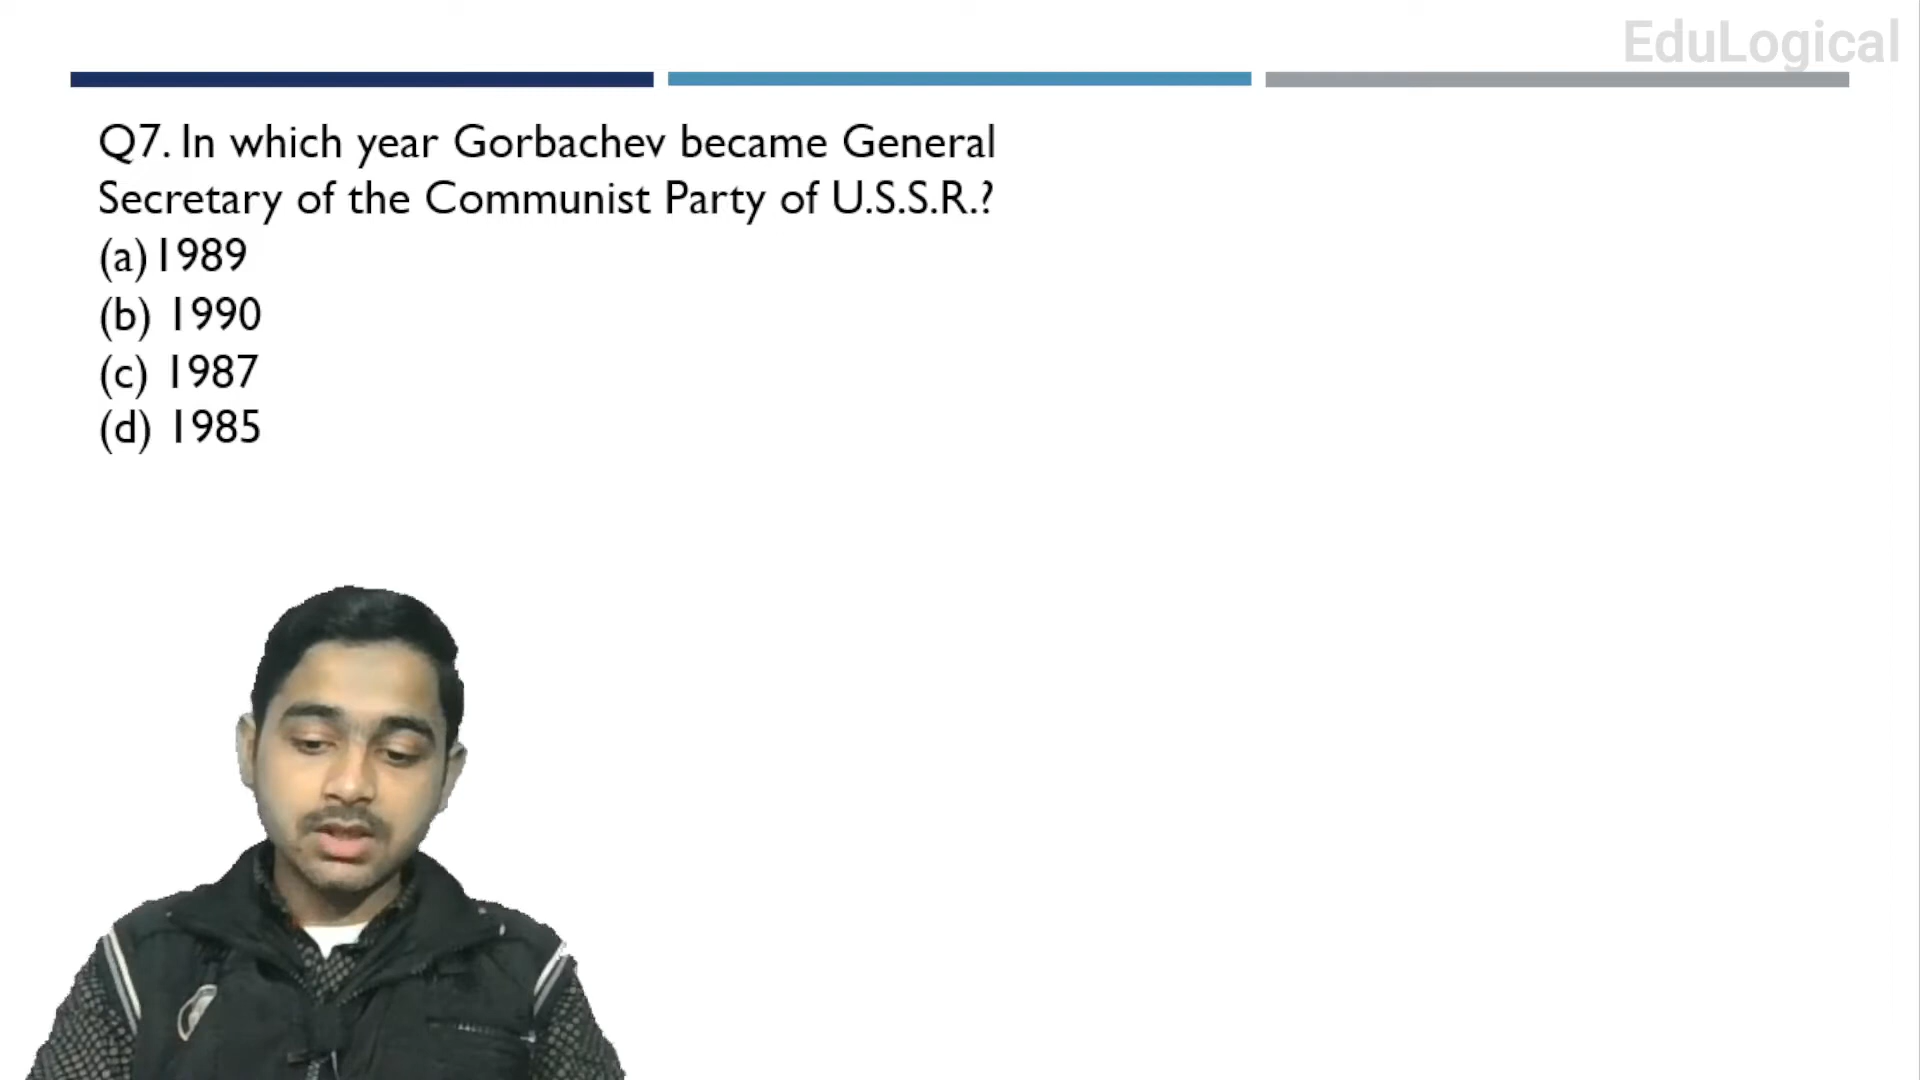 EduLogical
Q7. In which year Gorbachev became General
Secretary of the Communist Party of U.S.S.R.?
(a)1989
(b) 1990
(c) 1987
(d) 1985